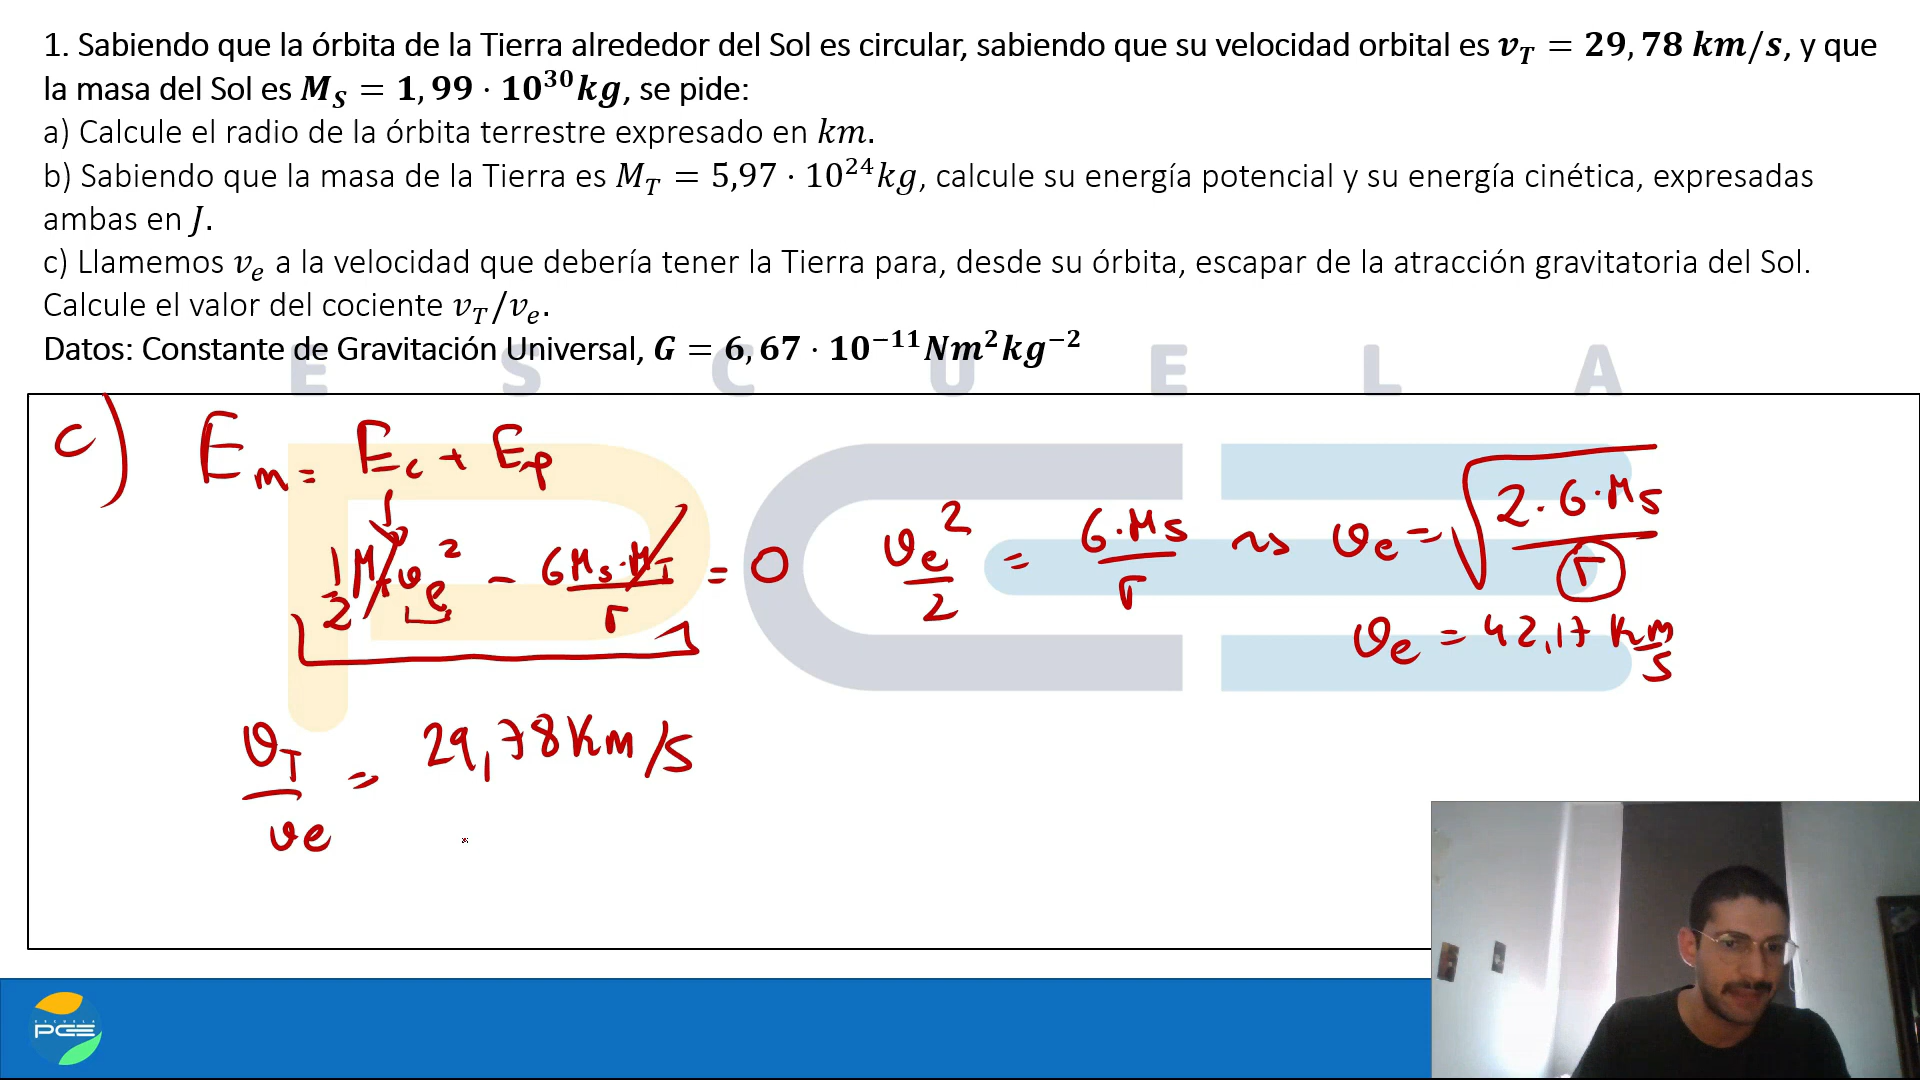 1. Sabiendo que la órbita de la Tierra alrededor del Sol es circular, sabiendo que su velocidad orbital es v_T = 29,78 km/s, y que
la masa del Sol es M_S = 1,99 · 10^30 kg, se pide:
a) Calcule el radio de la órbita terrestre expresado en km.
b) Sabiendo que la masa de la Tierra es M_T = 5,97 · 10^24 kg, calcule su energía potencial y su energía cinética, expresadas
ambas en J.
c) Llamemos v_e a la velocidad que debería tener la Tierra para, desde su órbita, escapar de la atracción gravitatoria del Sol.
Calcule el valor del cociente v_T/v_e.
Datos: Constante de Gravitación Universal, G = 6,67 · 10^−11 Nm^2kg^−2
E S C U E L A
c) E_m = E_c + E_p
1/2 M_T v_e^2 − G M_S · M_T / r = 0
v_e^2 / 2 = G · M_S / r ~> v_e = √(2 · G · M_S / r)
v_e = 42,17 Km/s
v_T / v_e = 29,78 Km/s
PCE
ESCUELA
PCE